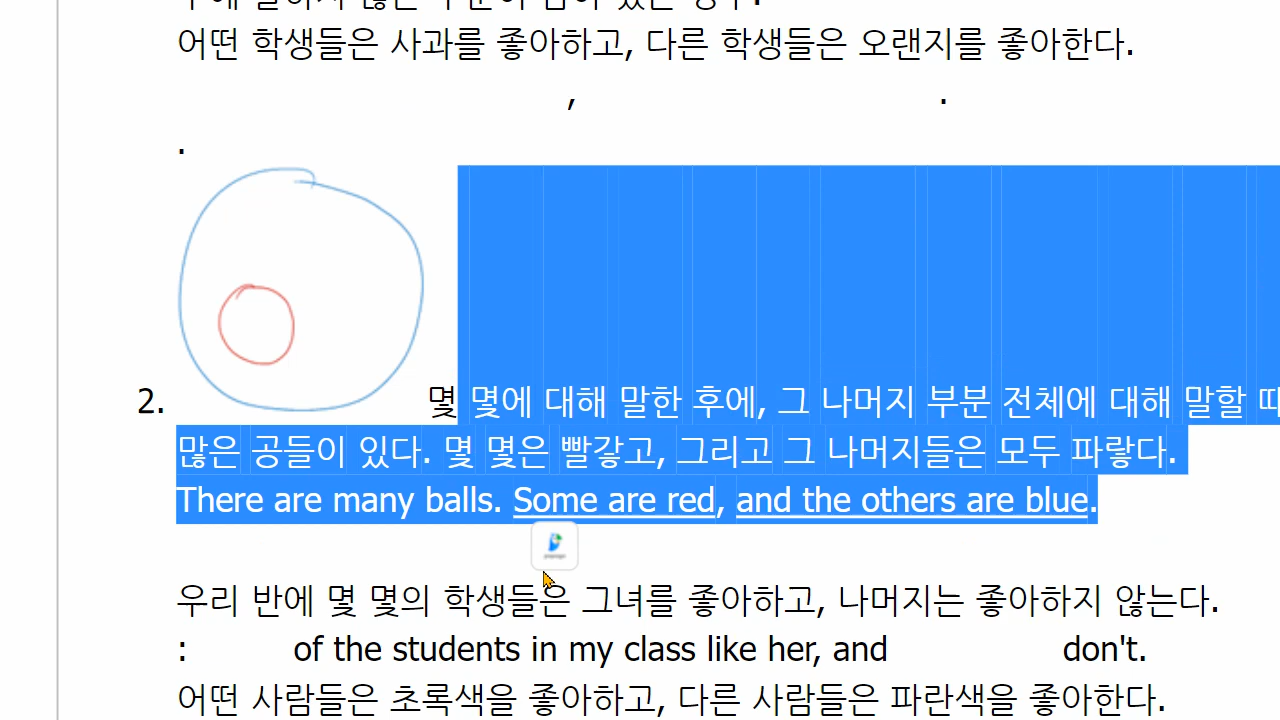 어떤 학생들은 사과를 좋아하고, 다른 학생들은 오랜지를 좋아한다.
, .
.
2. 몇 몇에 대해 말한 후에, 그 나머지 부분 전체에 대해 말할
많은 공들이 있다. 몇 몇은 빨갛고, 그리고 그 나머지들은 모두 파랗다.
There are many balls. Some are red, and the others are blue.
우리 반에 몇 몇의 학생들은 그녀를 좋아하고, 나머지는 좋아하지 않는다.
: of the students in my class like her, and don't.
어떤 사람들은 초록색을 좋아하고, 다른 사람들은 파란색을 좋아한다.